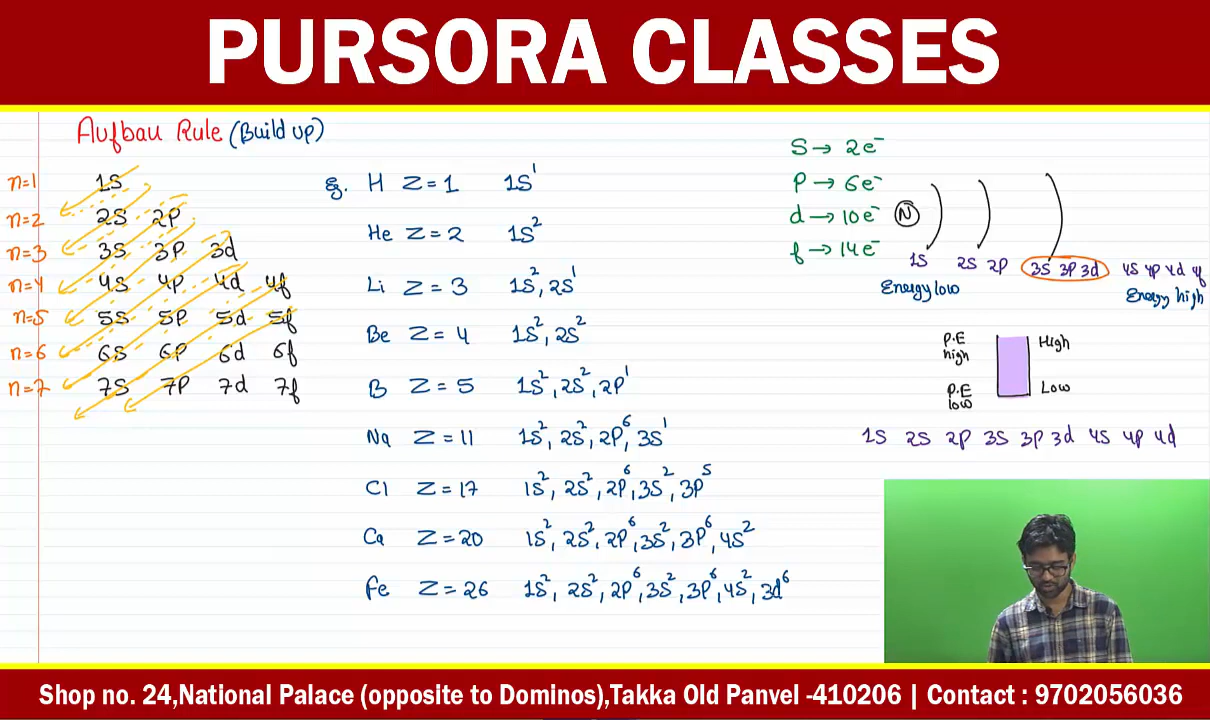 PURSORA CLASSES
Aufbau Rule (Build up)
n=1 1S
n=2 2S 2P
n=3 3S 3P 3d
n=4 4S 4P 4d 4f
n=5 5S 5P 5d 5f
n=6 6S 6P 6d 6f
n=7 7S 7P 7d 7f
Eg. H Z = 1 1S¹
He Z = 2 1S²
Li Z = 3 1S², 2S¹
Be Z = 4 1S², 2S²
B Z = 5 1S², 2S², 2P¹
Na Z = 11 1S², 2S², 2P⁶, 3S¹
Cl Z = 17 1S², 2S², 2P⁶, 3S², 3P⁵
Ca Z = 20 1S², 2S², 2P⁶, 3S², 3P⁶, 4S²
Fe Z = 26 1S², 2S², 2P⁶, 3S², 3P⁶, 4S², 3d⁶
S → 2e⁻
P → 6e⁻
d → 10e⁻
f → 14e⁻
N
1S 2S 2P 3S 3P 3d 4S 4P 4d 4f
Energy low Energy high
P.E high High
P.E low Low
1S 2S 2P 3S 3P 3d 4S 4P 4d
Shop no. 24,National Palace (opposite to Dominos),Takka Old Panvel -410206 | Contact : 9702056036